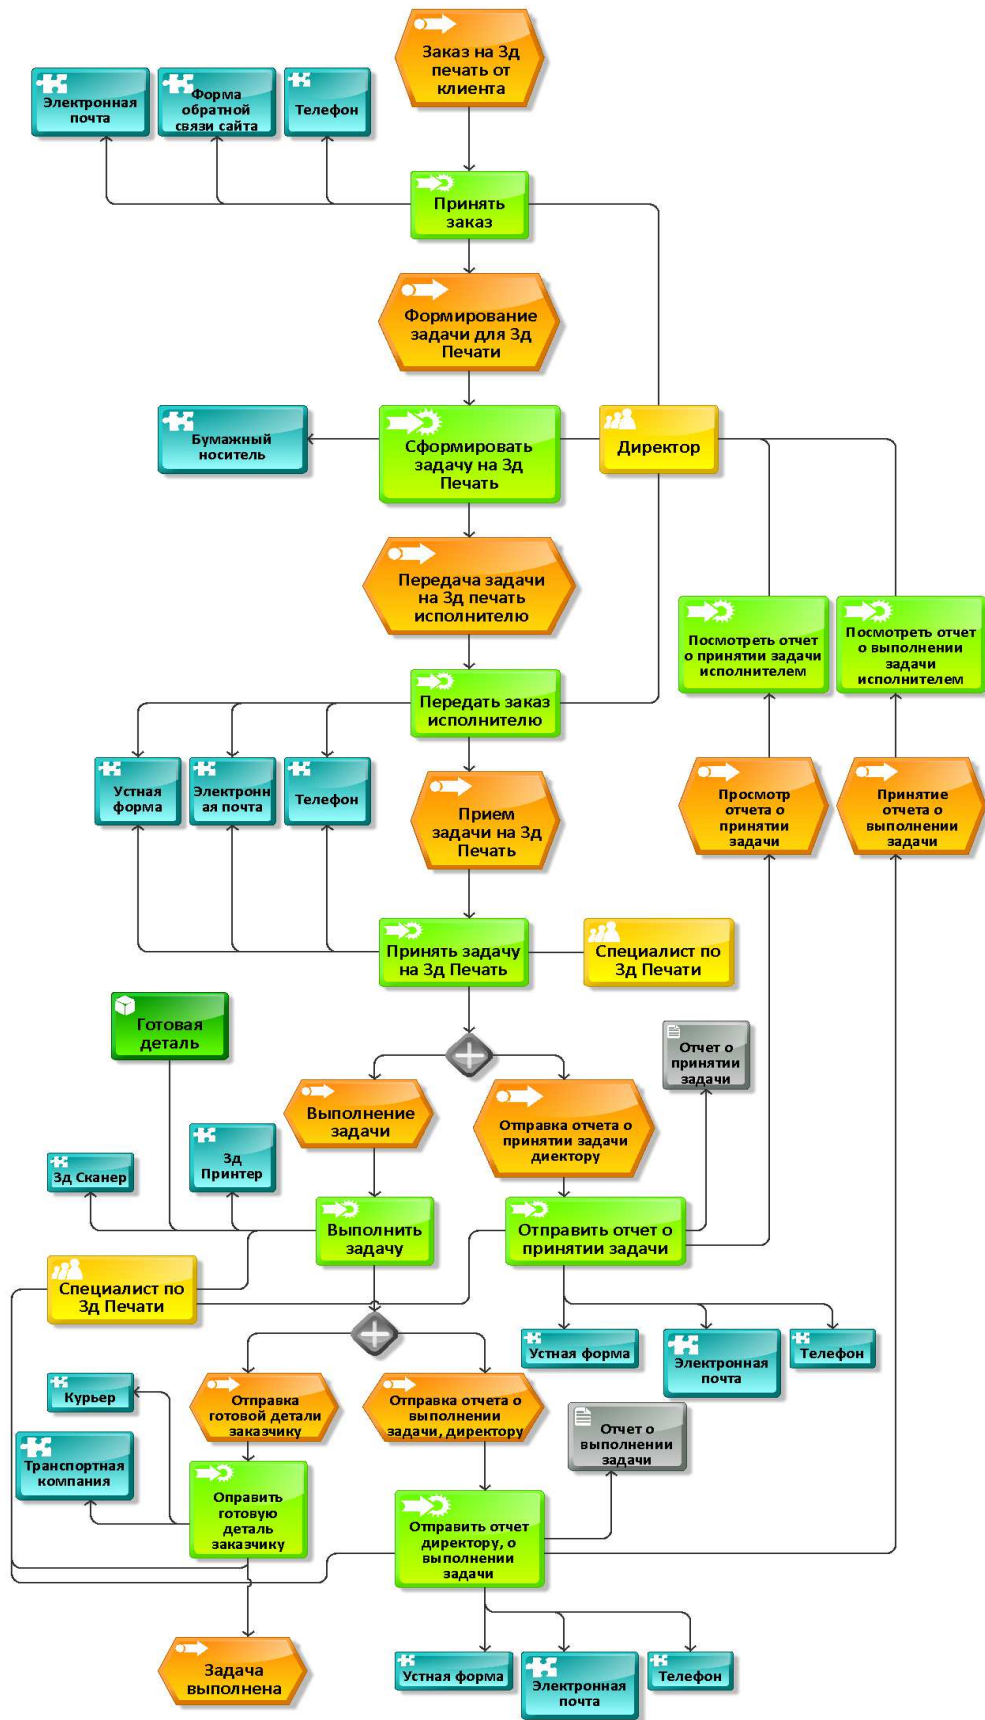 Заказ на 3д
печать от
клиента
Электронная
почта
Форма
обратной
связи сайта
Телефон
Принять
заказ
Формирование
задачи для 3д
Печати
Бумажный
носитель
Сформировать
задачу на 3д
Печать
Директор
Передача задачи
на 3д печать
исполнителю
Посмотреть отчет
о принятии задачи
исполнителем
Посмотреть отчет
о выполнении
задачи
исполнителем
Передать заказ
исполнителю
Устная
форма
Электронн
ая почта
Телефон
Прием
задачи на 3д
Печать
Просмотр
отчета о
принятии
задачи
Принятие
отчета о
выполнении
задачи
Принять задачу
на 3д Печать
Специалист по
3д Печати
Готовая
деталь
Отчет о
принятии
задачи
Выполнение
задачи
Отправка отчета о
принятии задачи
диектору
3д Сканер
3д
Принтер
Выполнить
задачу
Отправить отчет о
принятии задачи
Специалист по
3д Печати
Устная форма
Электронная
почта
Телефон
Курьер
Отправка
готовой детали
заказчику
Отправка отчета о
выполнении
задачи, директору
Отчет о
выполнении
задачи
Транспортная
компания
Оправить
готовую
деталь
заказчику
Отправить отчет
директору, о
выполнении
задачи
Задача
выполнена
Устная форма
Электронная
почта
Телефон